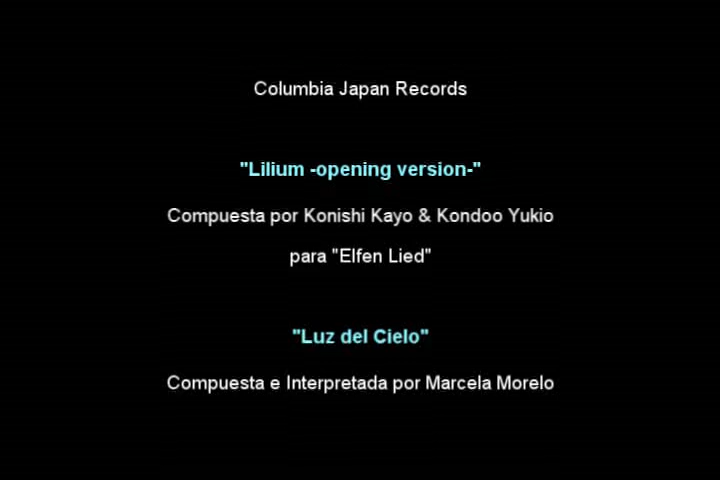 Columbia Japan Records
"Lilium -opening version-"
Compuesta por Konishi Kayo & Kondoo Yukio
para "Elfen Lied"
"Luz del Cielo"
Compuesta e Interpretada por Marcela Morelo